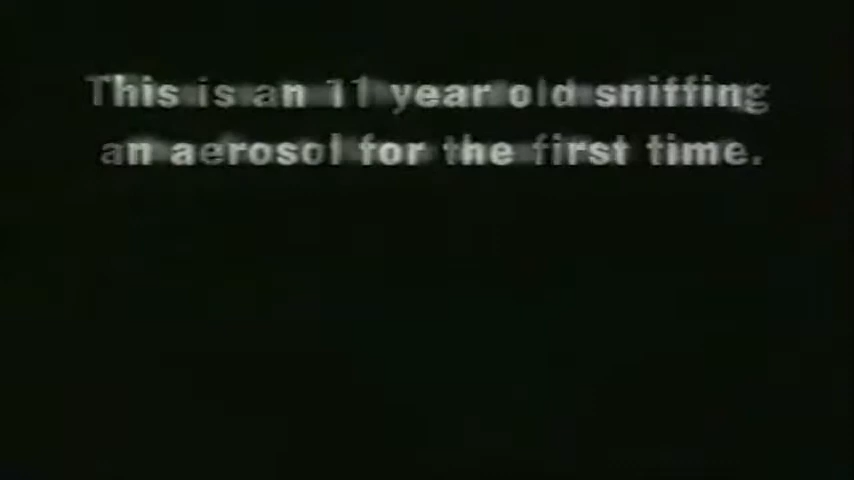 This is an 11 year old sniffing
an aerosol for the first time.